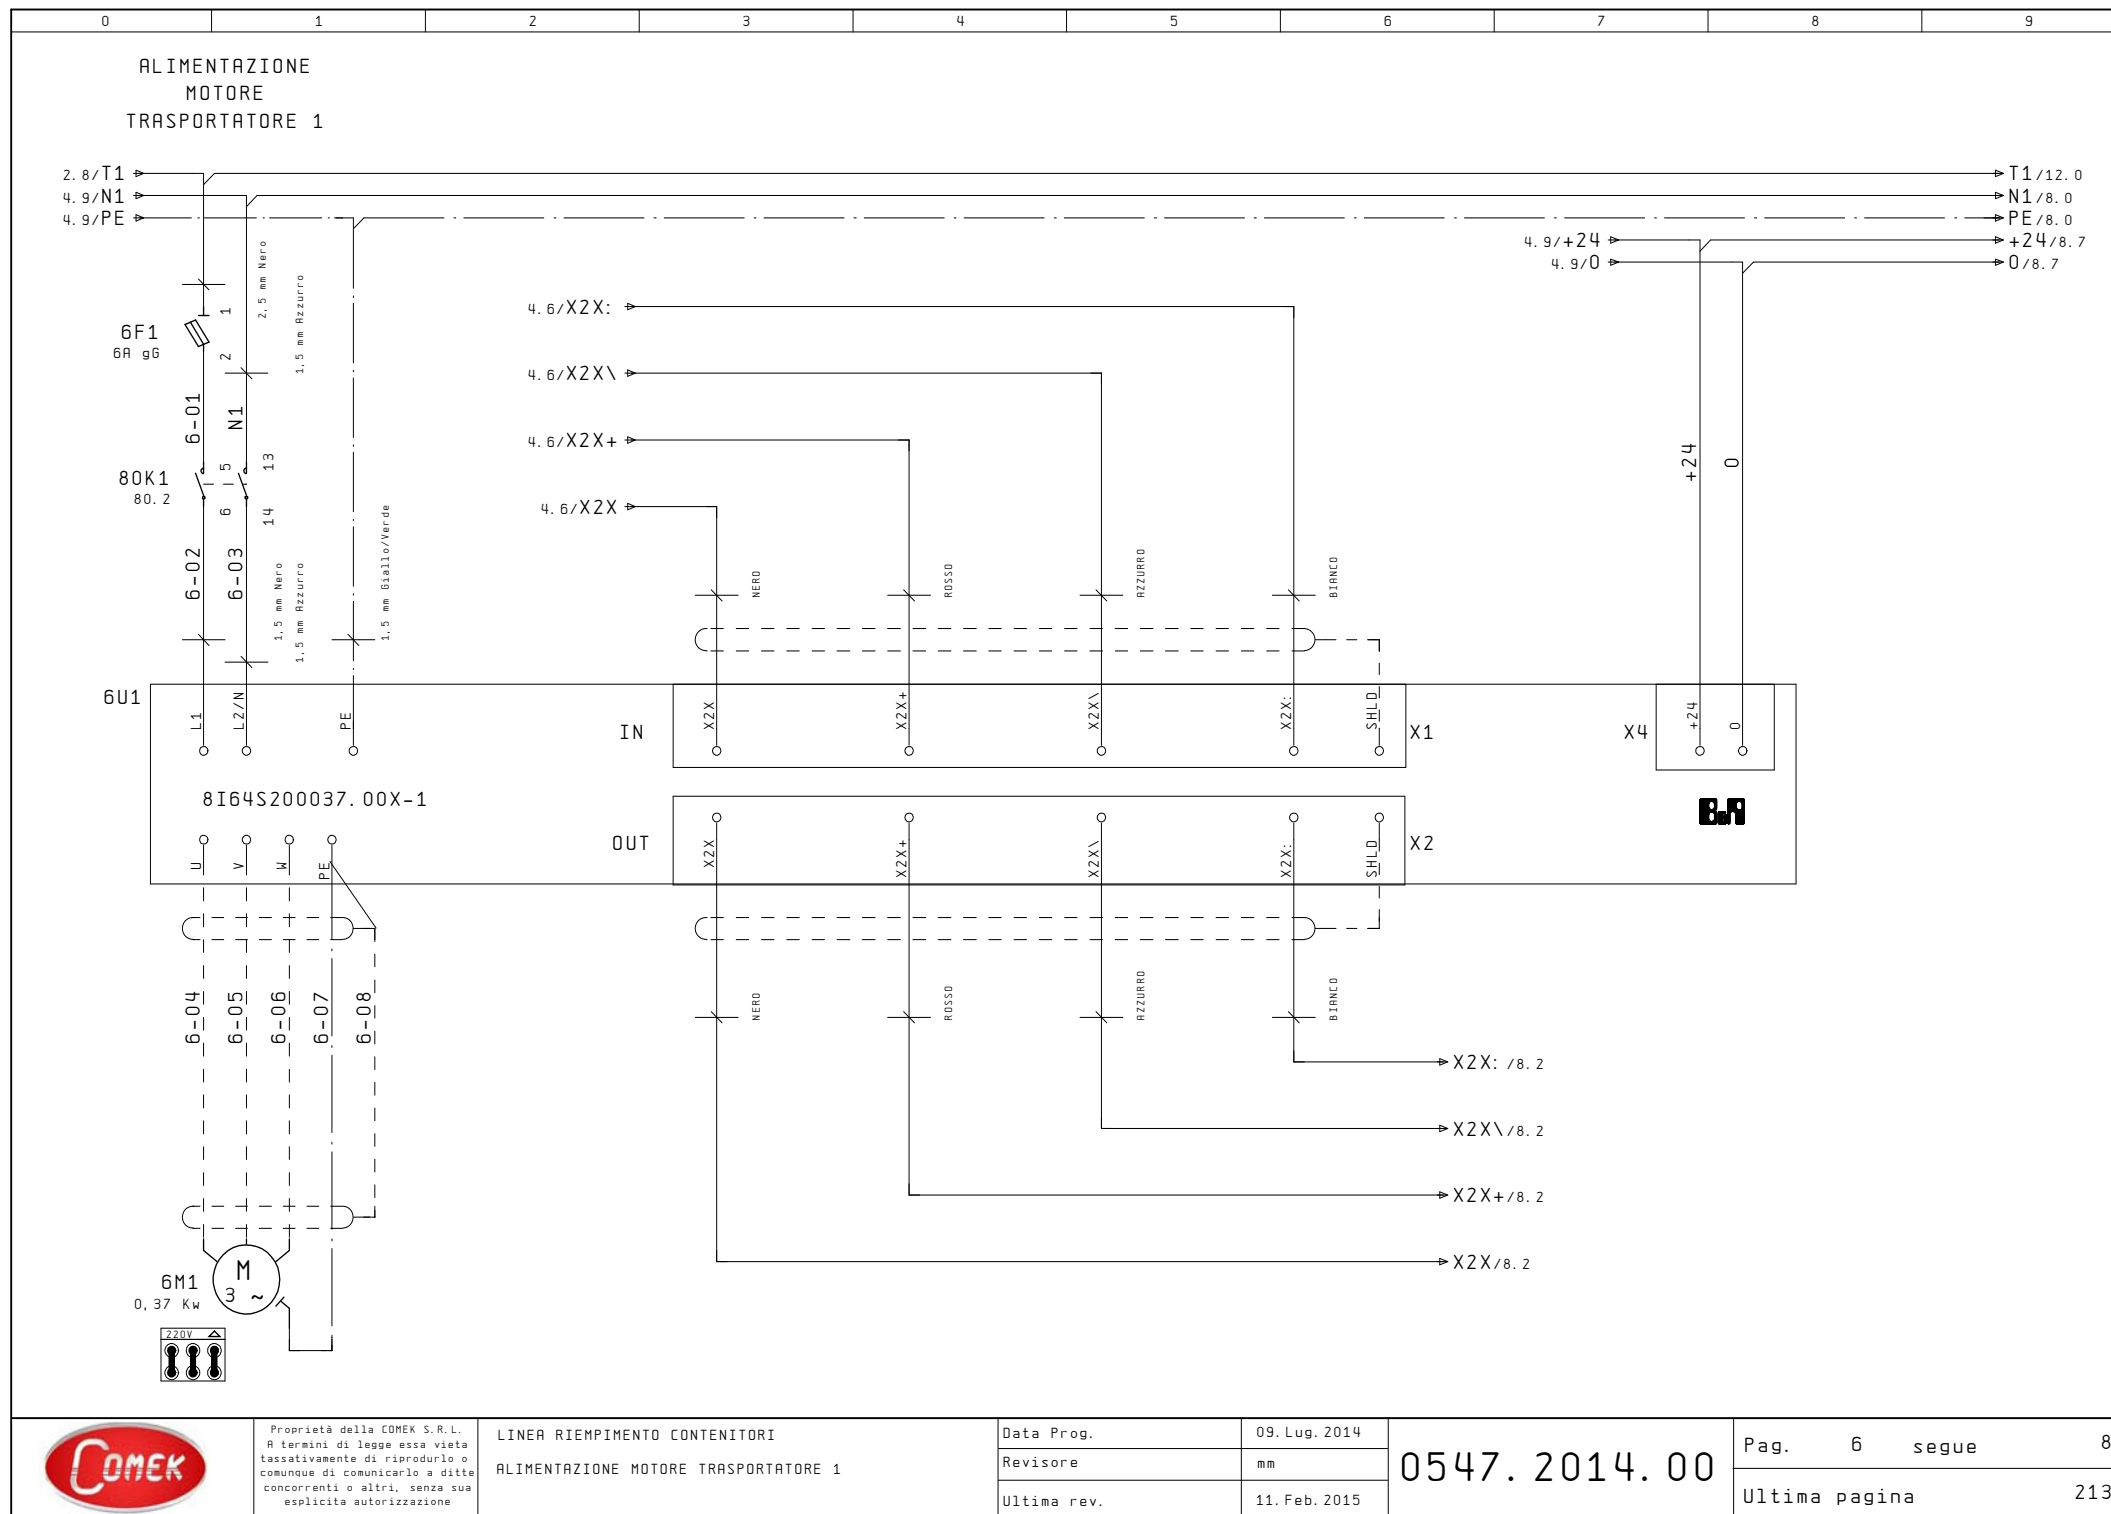 0 1 2 3 4 5 6 7 8 9
ALIMENTAZIONE
MOTORE
TRASPORTATORE 1
2.8/T1
T1/12.0
4.9/N1
N1/8.0
4.9/PE
PE/8.0
4.9/+24
+24/8.7
4.9/0
0/8.7
2,5 mm Nero
1,5 mm Azzurro
1
6F1
6A gG
2
4.6/X2X:
4.6/X2X\
4.6/X2X+
4.6/X2X
6-01
N1
+24
0
80K1
80.2
5
13
6
14
6-02
6-03
1,5 mm Nero
1,5 mm Azzurro
1,5 mm Giallo/Verde
NERO
ROSSO
AZZURRO
BIANCO
6U1
L1
L2/N
PE
IN
X2X
X2X+
X2X\
X2X:
SHLD
X1
X4
+24
0
8I64S200037.00X-1
B&R
U
V
W
PE
OUT
X2X
X2X+
X2X\
X2X:
SHLD
X2
6-04
6-05
6-06
6-07
6-08
NERO
ROSSO
AZZURRO
BIANCO
X2X: /8.2
X2X\/8.2
X2X+/8.2
X2X/8.2
6M1
0,37 Kw
M
3 ~
220V
COMEK
Proprietà della COMEK S.R.L.
A termini di legge essa vieta
tassativamente di riprodurlo o
comunque di comunicarlo a ditte
concorrenti o altri, senza sua
esplicita autorizzazione
LINEA RIEMPIMENTO CONTENITORI
ALIMENTAZIONE MOTORE TRASPORTATORE 1
Data Prog. 09.Lug.2014
Revisore mm
Ultima rev. 11.Feb.2015
0547.2014.00
Pag. 6 segue 8
Ultima pagina 213